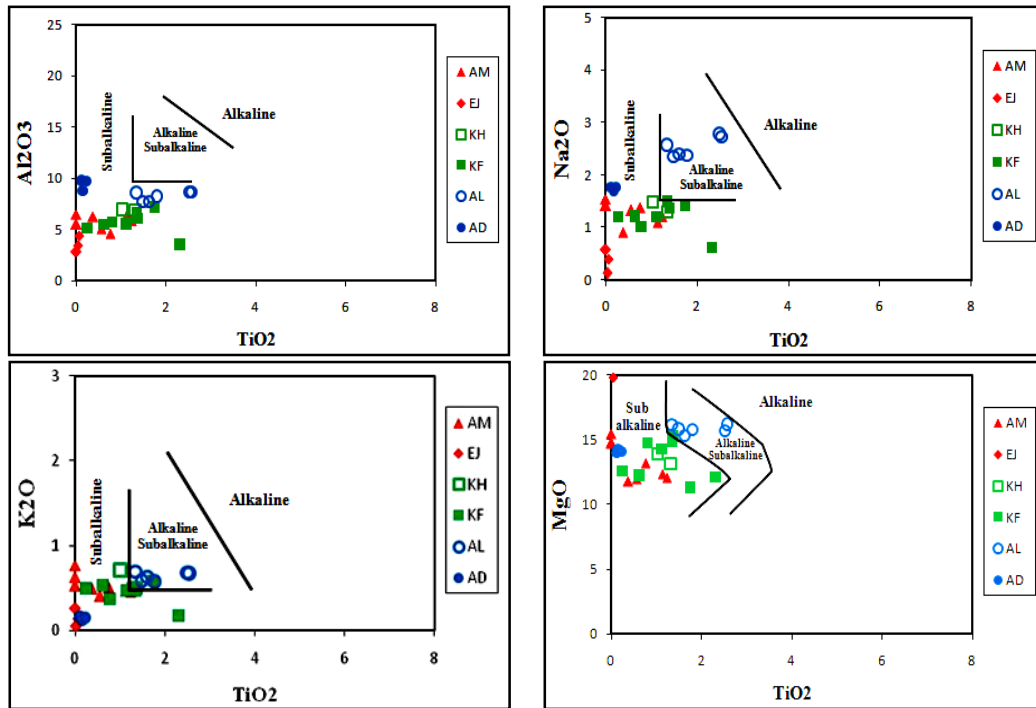 25
20
15
10
5
0
Al2O3
0
2
4
6
8
TiO2
Subalkaline
Alkaline
Subalkaline
Alkaline
AM
EJ
KH
KF
AL
AD
5
4
3
2
1
0
Na2O
0
2
4
6
8
TiO2
Subalkaline
Alkaline
Subalkaline
Alkaline
AM
EJ
KH
KF
AL
AD
3
2
1
0
K2O
0
2
4
6
8
TiO2
Subalkaline
Alkaline
Subalkaline
Alkaline
AM
EJ
KH
KF
AL
AD
20
15
10
5
0
MgO
0
2
4
6
8
TiO2
Sub
alkaline
Alkaline
Subalkaline
Alkaline
AM
EJ
KH
KF
AL
AD